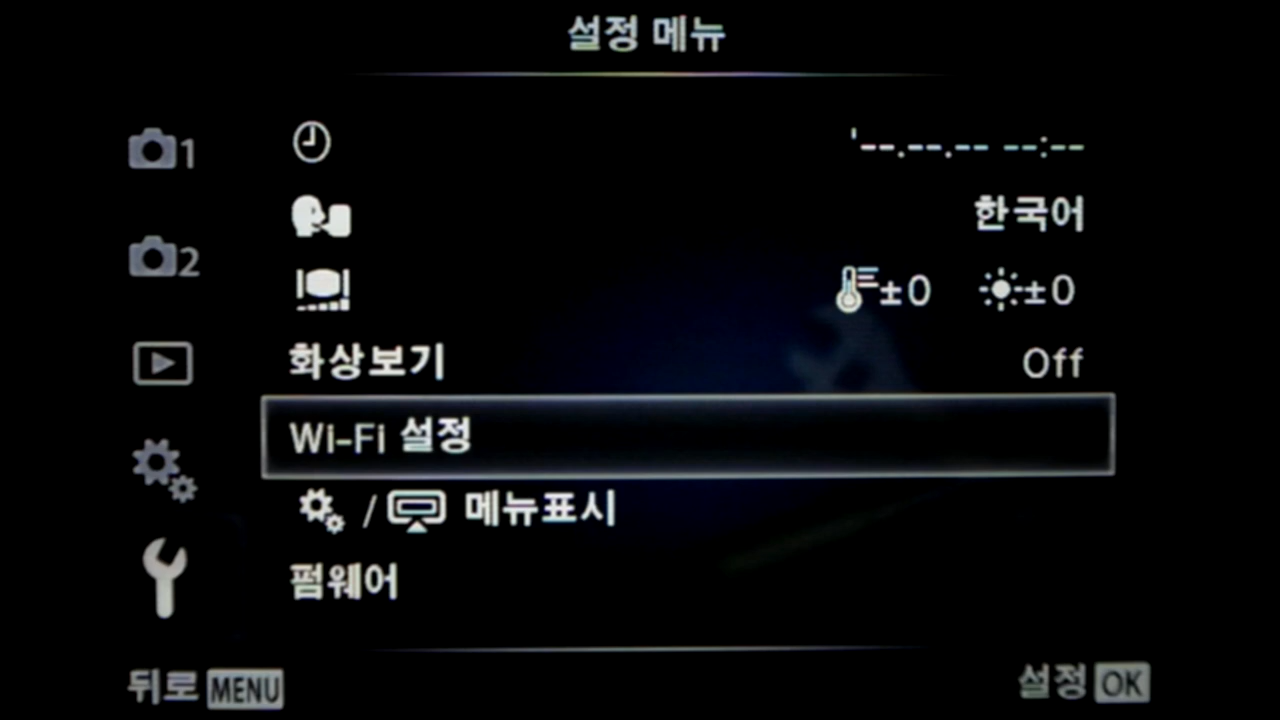 설정 메뉴
1
'--.--.-- --:--
2
한국어
±0 ±0
화상보기 Off
Wi-Fi 설정
/ 메뉴표시
펌웨어
뒤로 MENU 설정 OK